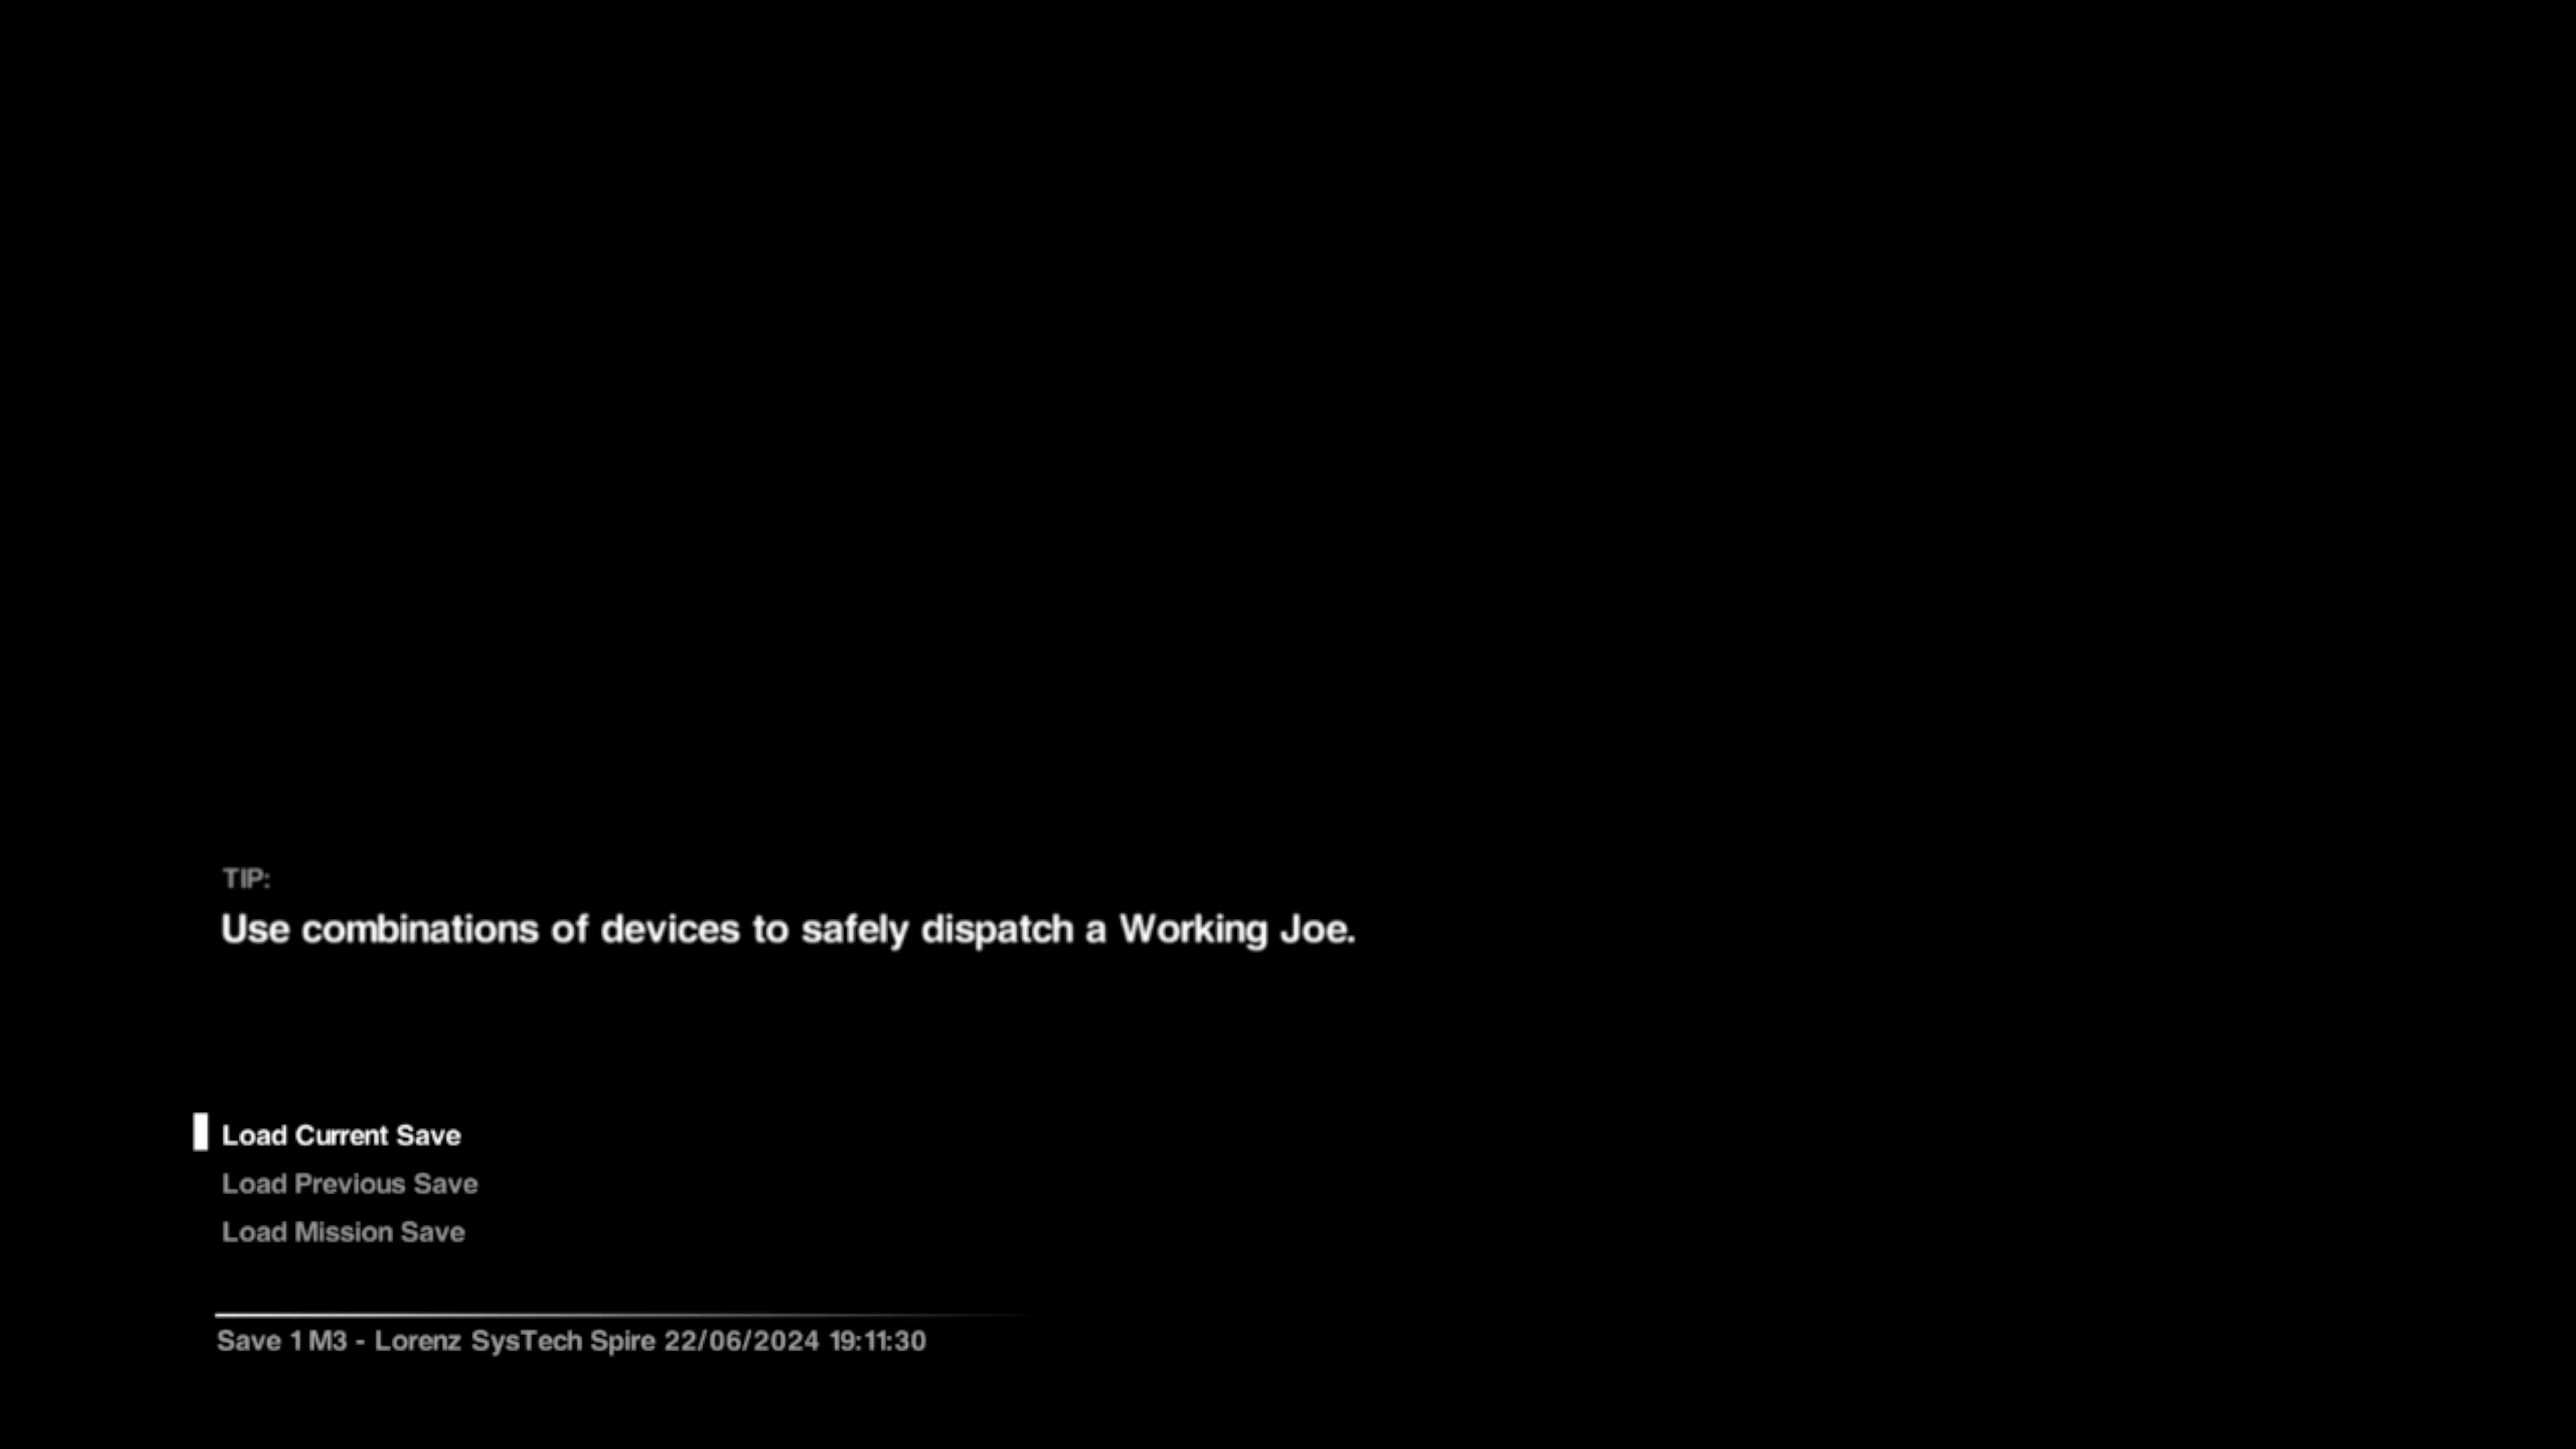 TIP:
Use combinations of devices to safely dispatch a Working Joe.
Load Current Save
Load Previous Save
Load Mission Save
Save 1 M3 - Lorenz SysTech Spire 22/06/2024 19:11:30